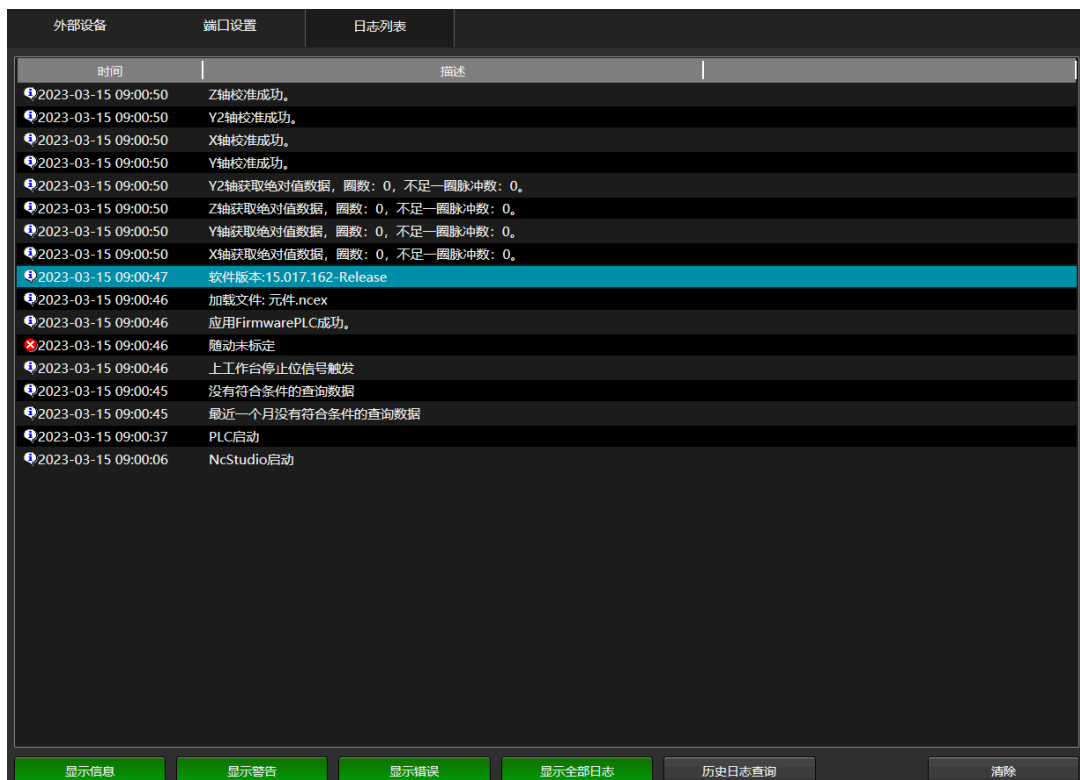 外部设备 端口设置 日志列表
时间 描述
2023-03-15 09:00:50 Z轴校准成功。
2023-03-15 09:00:50 Y2轴校准成功。
2023-03-15 09:00:50 X轴校准成功。
2023-03-15 09:00:50 Y轴校准成功。
2023-03-15 09:00:50 Y2轴获取绝对值数据，圈数：0，不足一圈脉冲数：0。
2023-03-15 09:00:50 Z轴获取绝对值数据，圈数：0，不足一圈脉冲数：0。
2023-03-15 09:00:50 Y轴获取绝对值数据，圈数：0，不足一圈脉冲数：0。
2023-03-15 09:00:50 X轴获取绝对值数据，圈数：0，不足一圈脉冲数：0。
2023-03-15 09:00:47 软件版本:15.017.162-Release
2023-03-15 09:00:46 加载文件: 元件.ncex
2023-03-15 09:00:46 应用FirmwarePLC成功。
2023-03-15 09:00:46 随动未标定
2023-03-15 09:00:46 上工作台停止位信号触发
2023-03-15 09:00:45 没有符合条件的查询数据
2023-03-15 09:00:45 最近一个月没有符合条件的查询数据
2023-03-15 09:00:37 PLC启动
2023-03-15 09:00:06 NcStudio启动
显示信息 显示警告 显示错误 显示全部日志 历史日志查询 清除